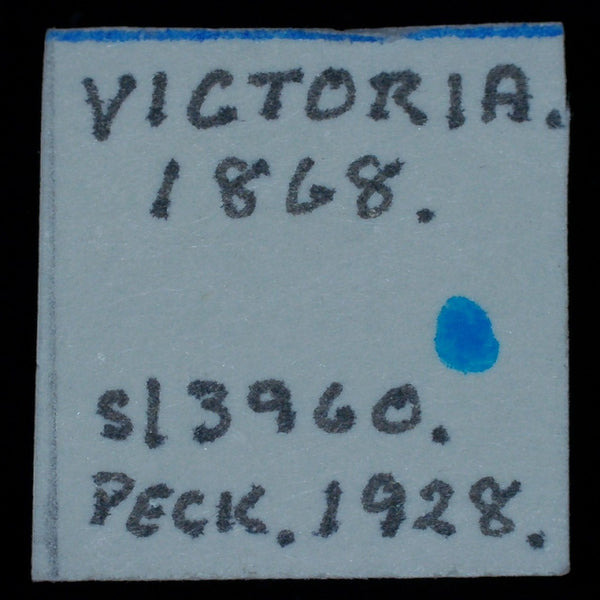 VICTORIA.
1868.
S13960.
PECK. 1928.